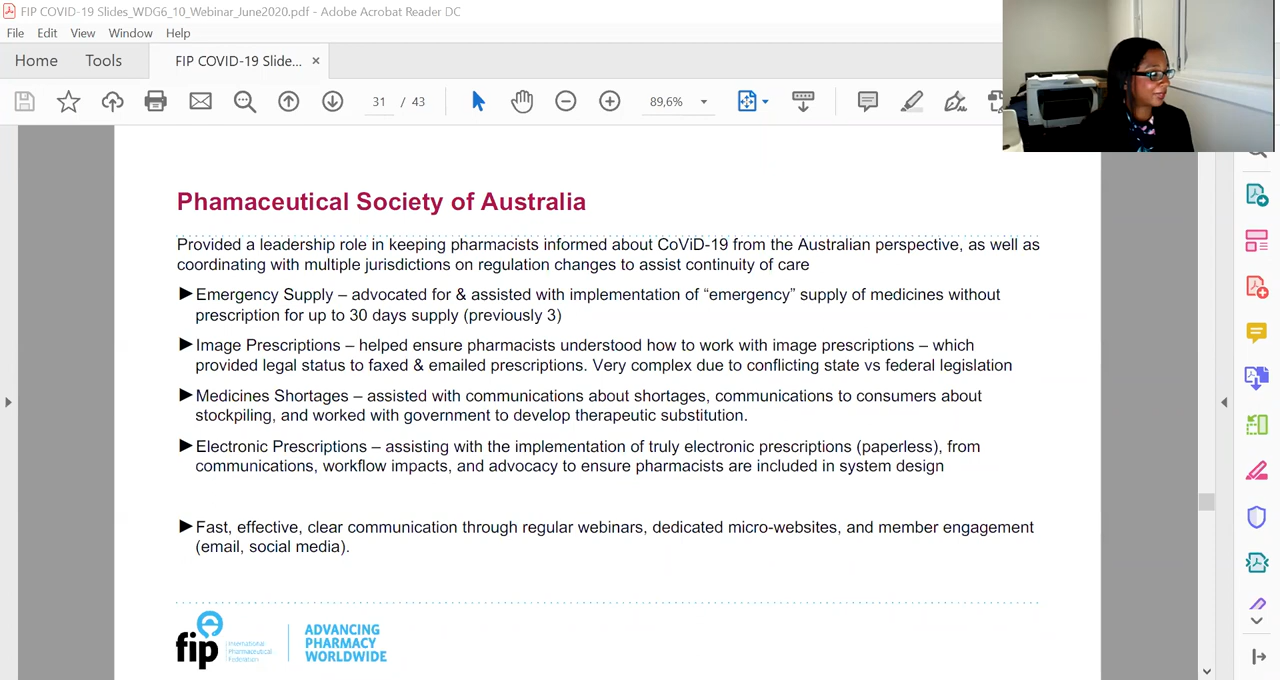 FIP COVID-19 Slides_WDG6_10_Webinar_June2020.pdf - Adobe Acrobat Reader DC
File Edit View Window Help
Home Tools FIP COVID-19 Slide... ×
31 / 43 89,6%
Phamaceutical Society of Australia
Provided a leadership role in keeping pharmacists informed about CoViD-19 from the Australian perspective, as well as
coordinating with multiple jurisdictions on regulation changes to assist continuity of care
►Emergency Supply – advocated for & assisted with implementation of “emergency” supply of medicines without
prescription for up to 30 days supply (previously 3)
►Image Prescriptions – helped ensure pharmacists understood how to work with image prescriptions – which
provided legal status to faxed & emailed prescriptions. Very complex due to conflicting state vs federal legislation
►Medicines Shortages – assisted with communications about shortages, communications to consumers about
stockpiling, and worked with government to develop therapeutic substitution.
►Electronic Prescriptions – assisting with the implementation of truly electronic prescriptions (paperless), from
communications, workflow impacts, and advocacy to ensure pharmacists are included in system design
►Fast, effective, clear communication through regular webinars, dedicated micro-websites, and member engagement
(email, social media).
fip
International
Pharmaceutical
Federation
ADVANCING
PHARMACY
WORLDWIDE